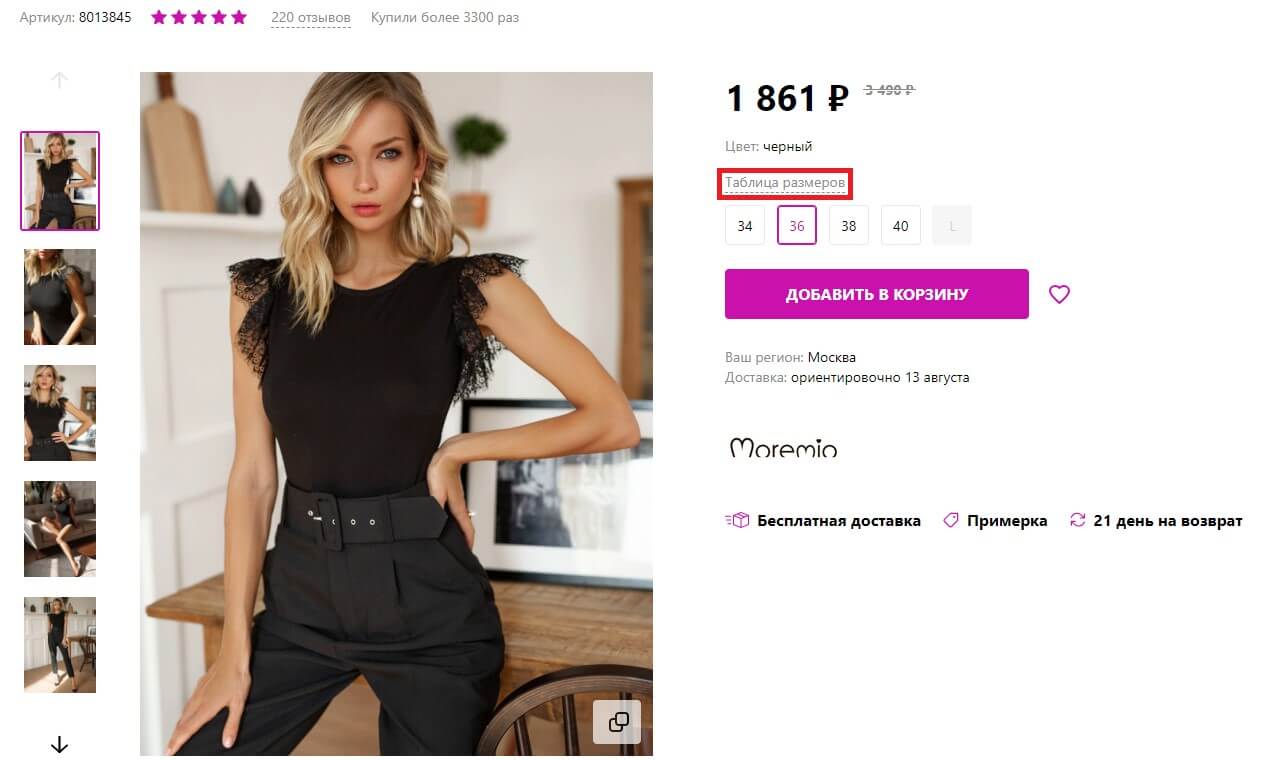 Артикул: 8013845 220 отзывов Купили более 3300 раз
1 861 ₽ 3 490 ₽
Цвет: черный
Таблица размеров
34 36 38 40 L
ДОБАВИТЬ В КОРЗИНУ
Ваш регион: Москва
Доставка: ориентировочно 13 августа
Moremio
Бесплатная доставка Примерка 21 день на возврат